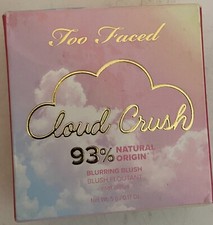 Too Faced
Cloud Crush
93% NATURAL
ORIGIN
BLURRING BLUSH